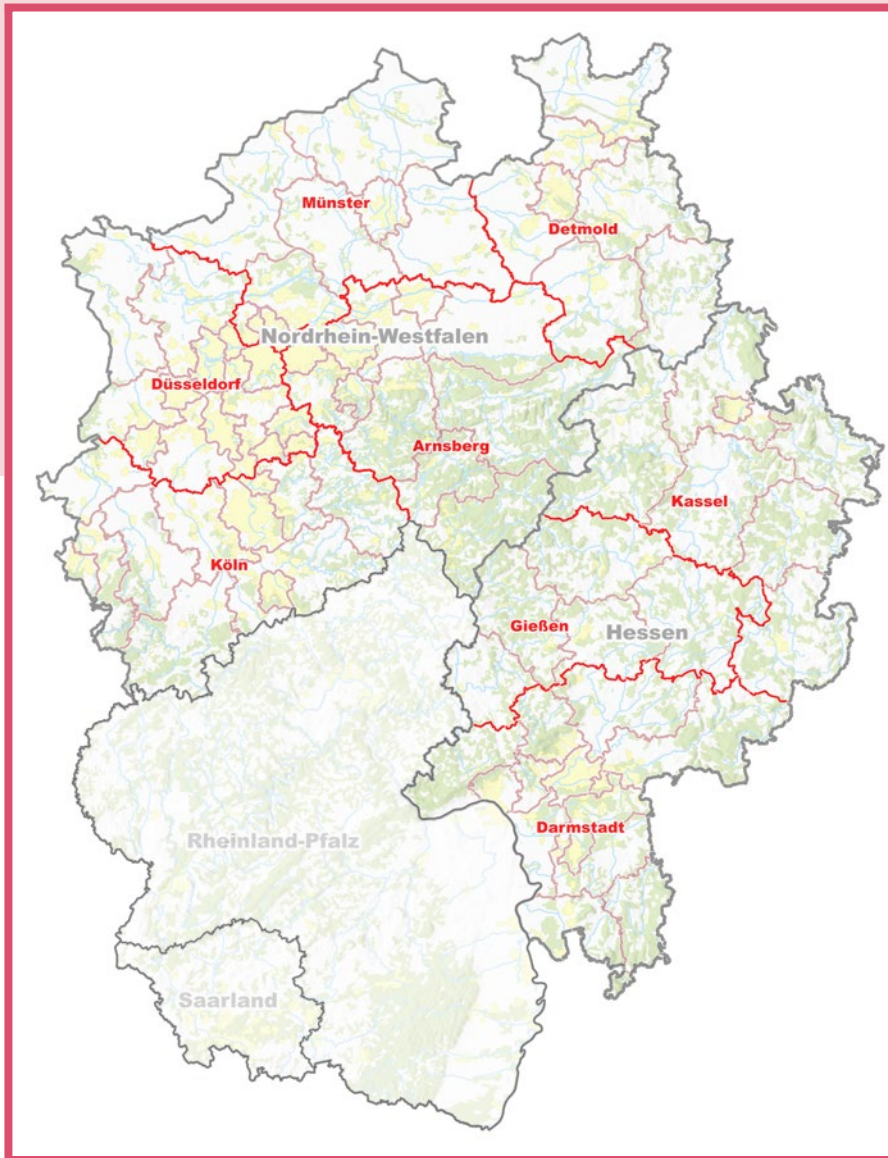 Münster
Detmold
Nordrhein-Westfalen
Düsseldorf
Arnsberg
Kassel
Köln
Gießen
Hessen
Darmstadt
Rheinland-Pfalz
Saarland